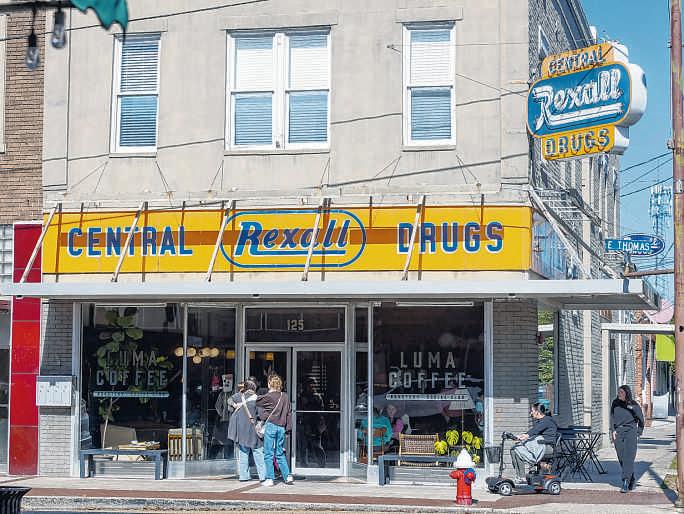 CENTRAL
Rexall
DRUGS
CENTRAL Rexall DRUGS
E THOMAS
125
LUMA
COFFEE
LUMA
COFFEE